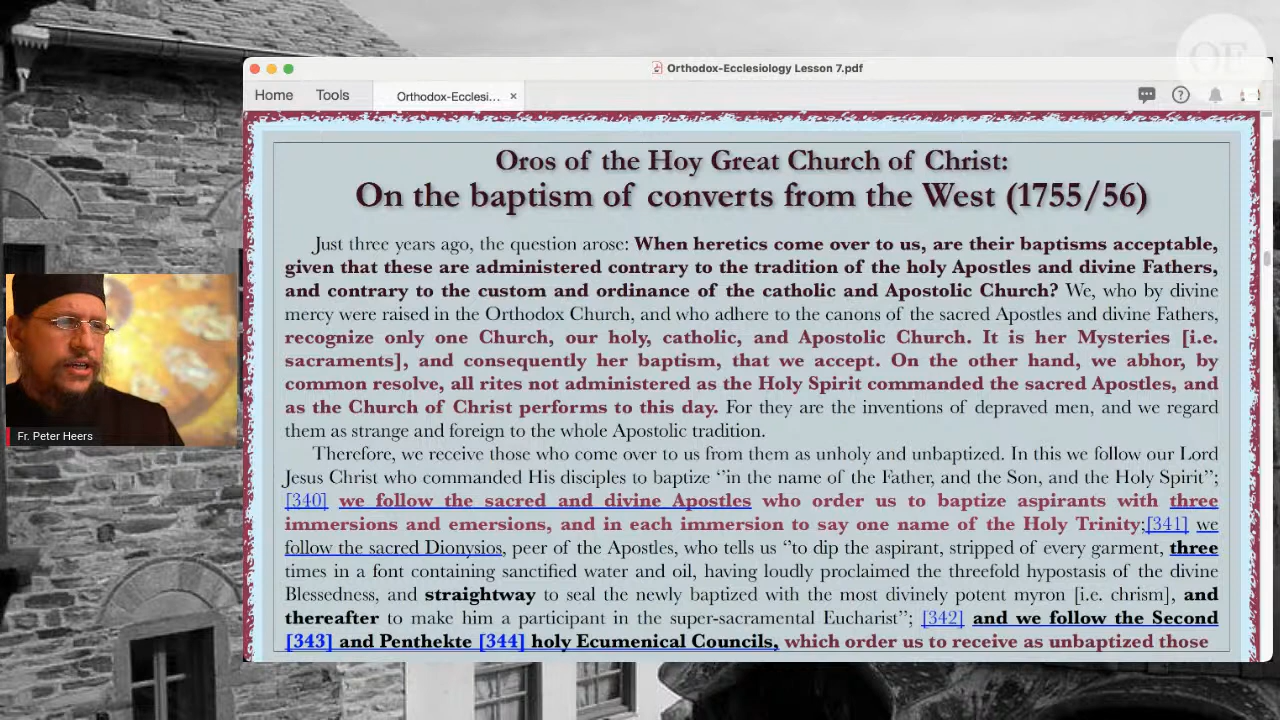 OF
Orthodox-Ecclesiology Lesson 7.pdf
Home Tools Orthodox-Ecclesi... ×
Oros of the Hoy Great Church of Christ:
On the baptism of converts from the West (1755/56)
Just three years ago, the question arose: When heretics come over to us, are their baptisms acceptable,
given that these are administered contrary to the tradition of the holy Apostles and divine Fathers,
and contrary to the custom and ordinance of the catholic and Apostolic Church? We, who by divine
mercy were raised in the Orthodox Church, and who adhere to the canons of the sacred Apostles and divine Fathers,
recognize only one Church, our holy, catholic, and Apostolic Church. It is her Mysteries [i.e.
sacraments], and consequently her baptism, that we accept. On the other hand, we abhor, by
common resolve, all rites not administered as the Holy Spirit commanded the sacred Apostles, and
as the Church of Christ performs to this day. For they are the inventions of depraved men, and we regard
them as strange and foreign to the whole Apostolic tradition.
Therefore, we receive those who come over to us from them as unholy and unbaptized. In this we follow our Lord
Jesus Christ who commanded His disciples to baptize ‘’in the name of the Father, and the Son, and the Holy Spirit’’;
[340] we follow the sacred and divine Apostles who order us to baptize aspirants with three
immersions and emersions, and in each immersion to say one name of the Holy Trinity;[341] we
follow the sacred Dionysios, peer of the Apostles, who tells us ‘’to dip the aspirant, stripped of every garment, three
times in a font containing sanctified water and oil, having loudly proclaimed the threefold hypostasis of the divine
Blessedness, and straightway to seal the newly baptized with the most divinely potent myron [i.e. chrism], and
thereafter to make him a participant in the super-sacramental Eucharist’’; [342] and we follow the Second
[343] and Penthekte [344] holy Ecumenical Councils, which order us to receive as unbaptized those
Fr. Peter Heers